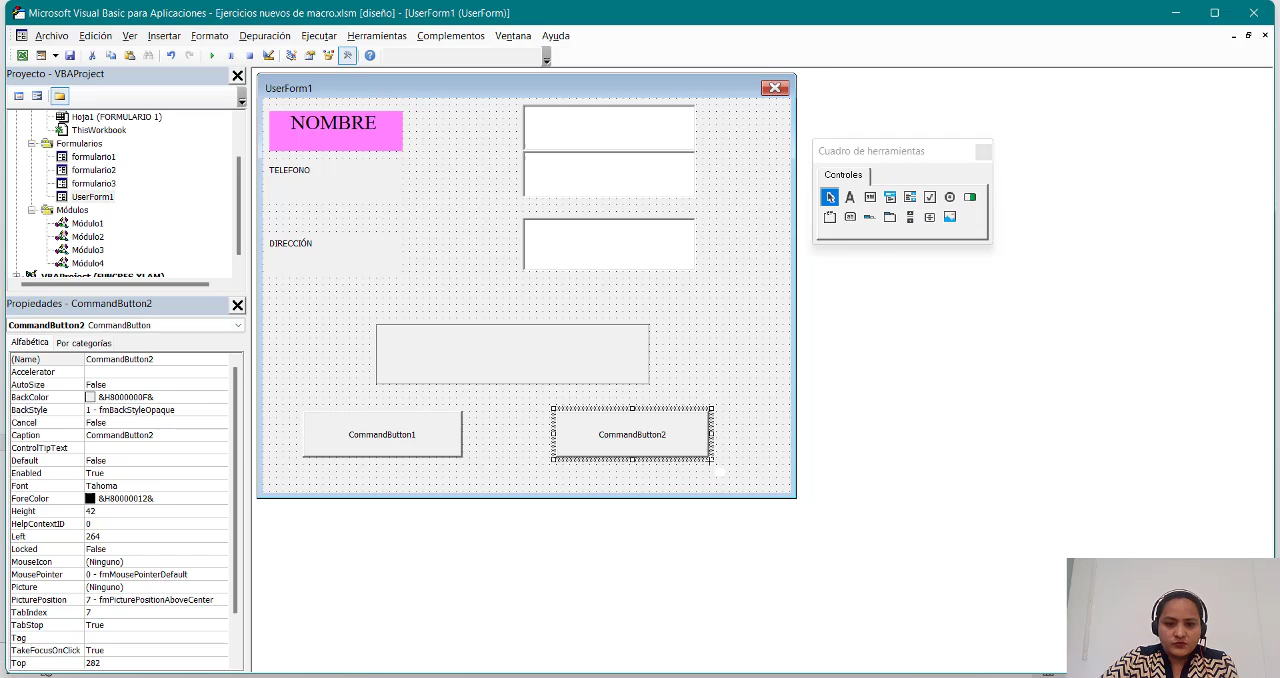 Microsoft Visual Basic para Aplicaciones - Ejercicios nuevos de macro.xlsm [diseño] - [UserForm1 (UserForm)]
Archivo Edición Ver Insertar Formato Depuración Ejecutar Herramientas Complementos Ventana Ayuda
Proyecto - VBAProject
Hoja1 (FORMULARIO 1)
ThisWorkbook
Formularios
formulario1
formulario2
formulario3
UserForm1
Módulos
Módulo1
Módulo2
Módulo3
Módulo4
VBAProject (FUNCRES.XLAM)
Propiedades - CommandButton2
CommandButton2 CommandButton
Alfabética Por categorías
(Name) CommandButton2
Accelerator
AutoSize False
BackColor &H8000000F&
BackStyle 1 - fmBackStyleOpaque
Cancel False
Caption CommandButton2
ControlTipText
Default False
Enabled True
Font Tahoma
ForeColor &H80000012&
Height 42
HelpContextID 0
Left 264
Locked False
MouseIcon (Ninguno)
MousePointer 0 - fmMousePointerDefault
Picture (Ninguno)
PicturePosition 7 - fmPicturePositionAboveCenter
TabIndex 7
TabStop True
Tag
TakeFocusOnClick True
Top 282
UserForm1
NOMBRE
TELEFONO
DIRECCIÓN
CommandButton1 CommandButton2
Cuadro de herramientas
Controles